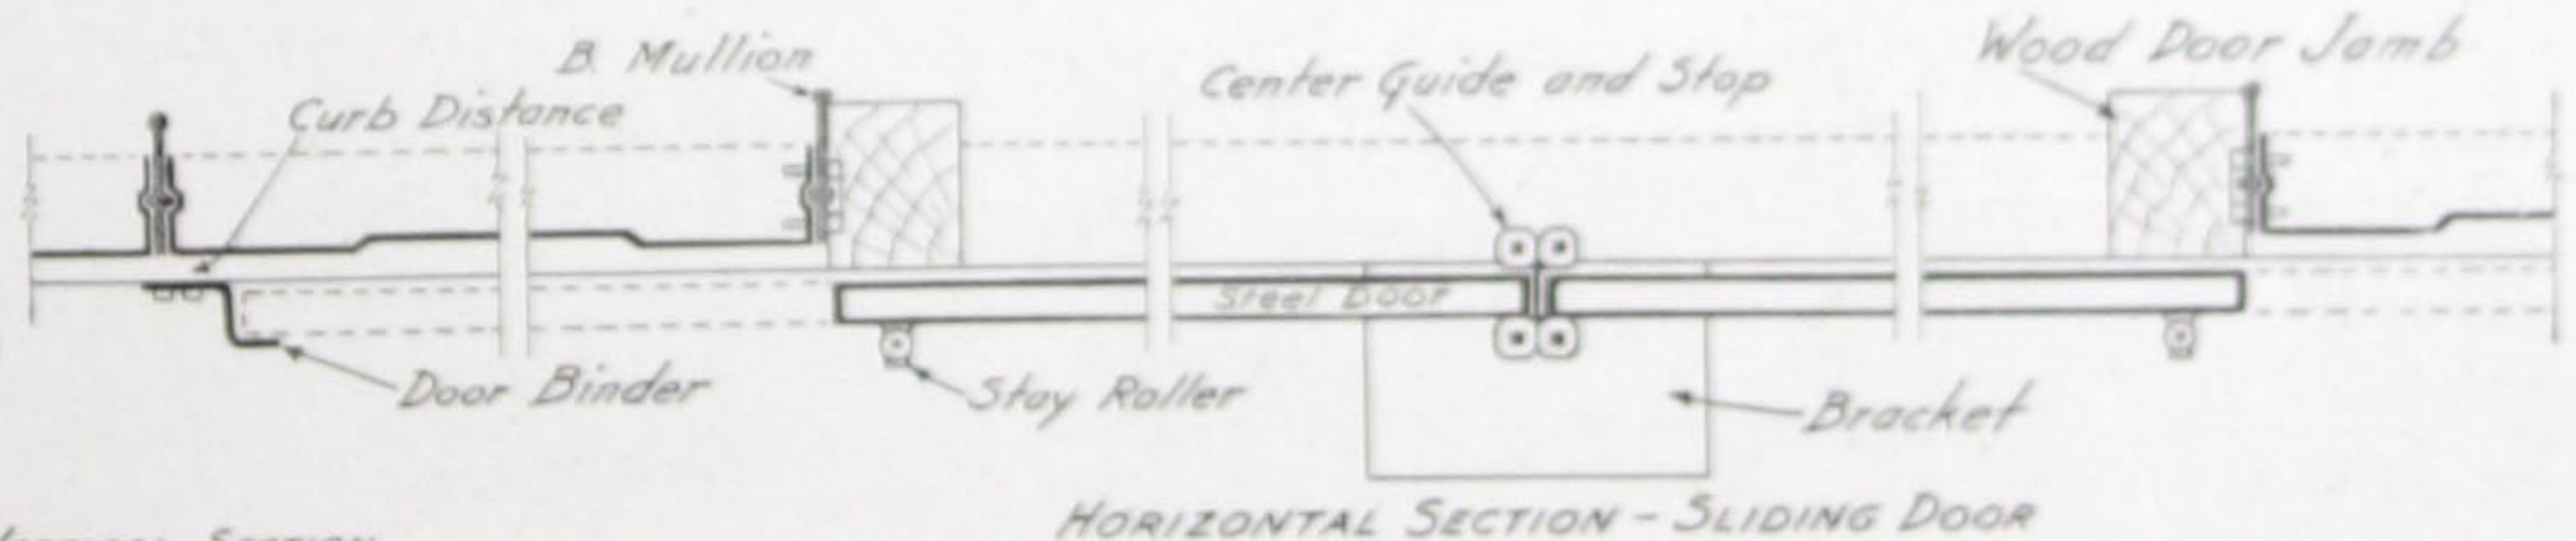 B. Mullion
Curb Distance
Center Guide and Stop
Wood Door Jamb
Steel Door
Door Binder
Stay Roller
Bracket
HORIZONTAL SECTION - SLIDING DOOR
SECTION